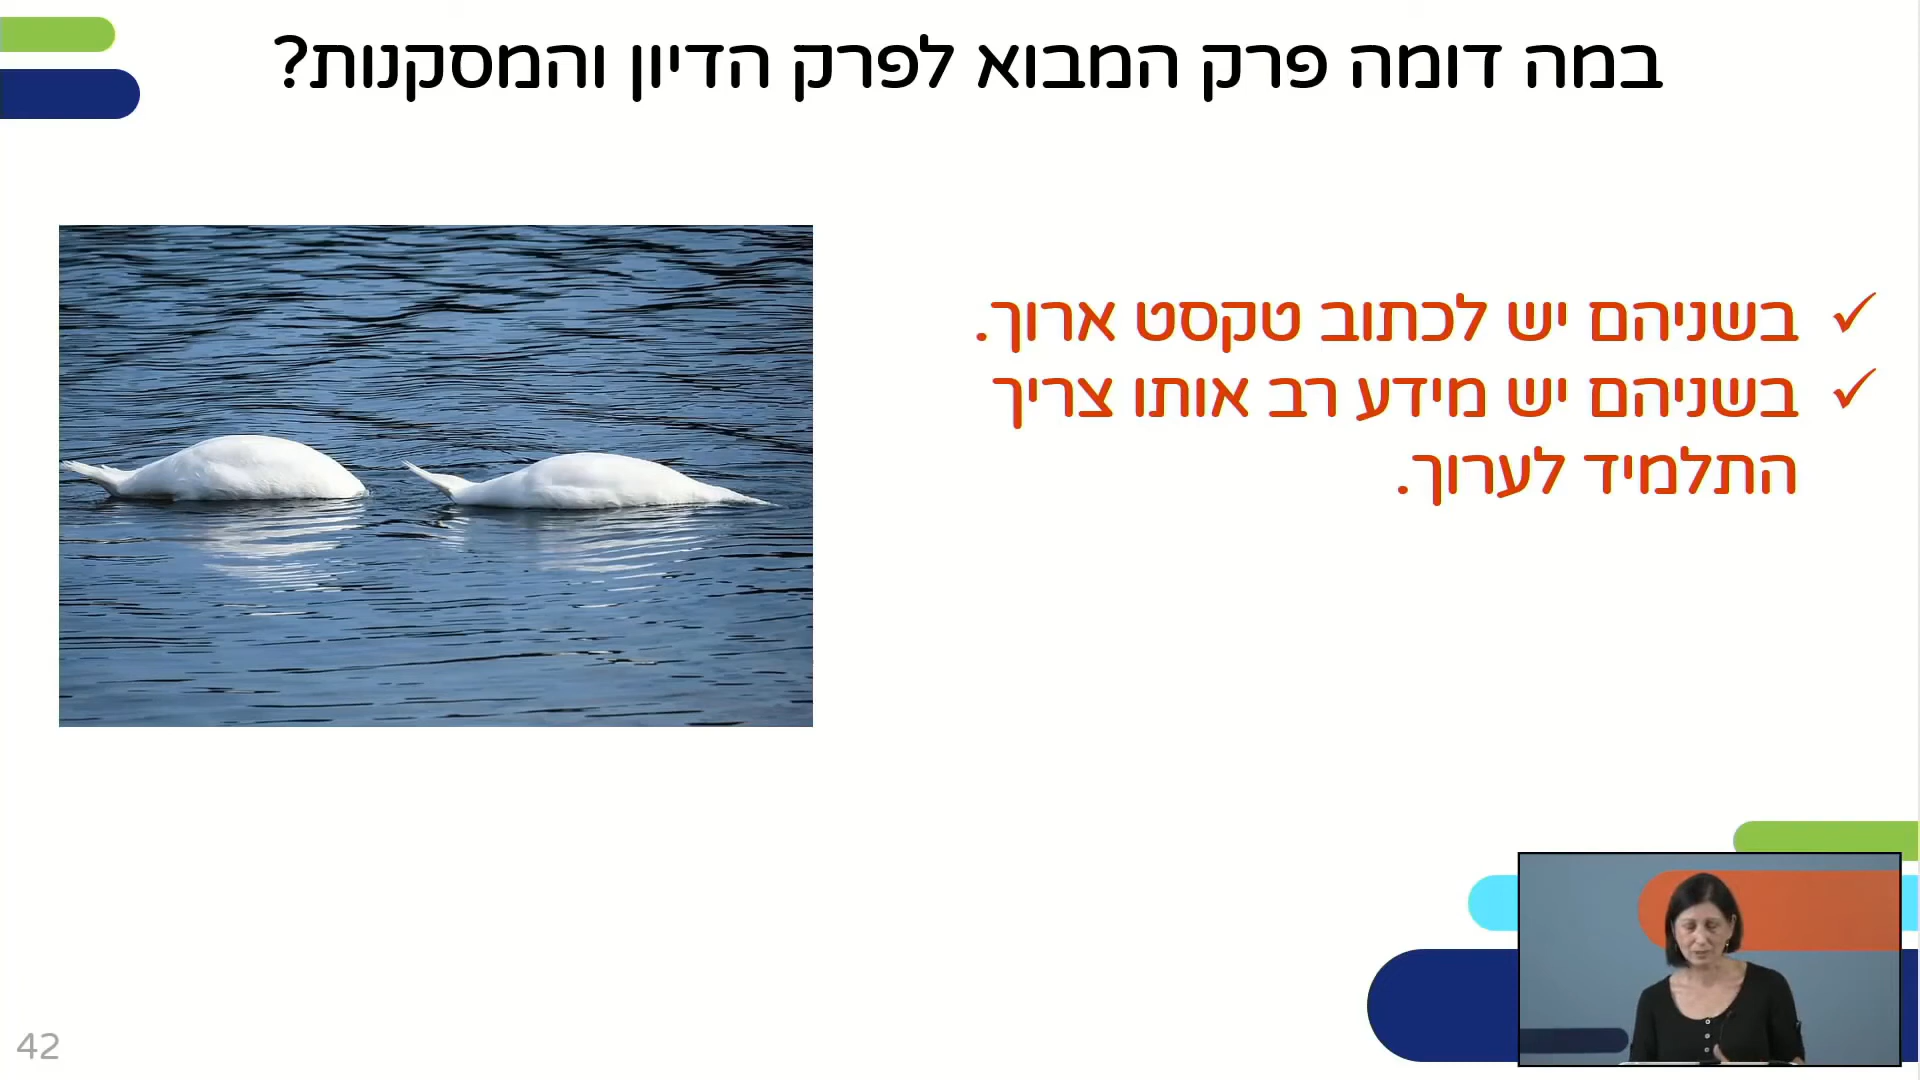 במה דומה פרק המבוא לפרק הדיון והמסקנות?
✓ בשניהם יש לכתוב טקסט ארוך.
✓ בשניהם יש מידע רב אותו צריך
התלמיד לערוך.
42